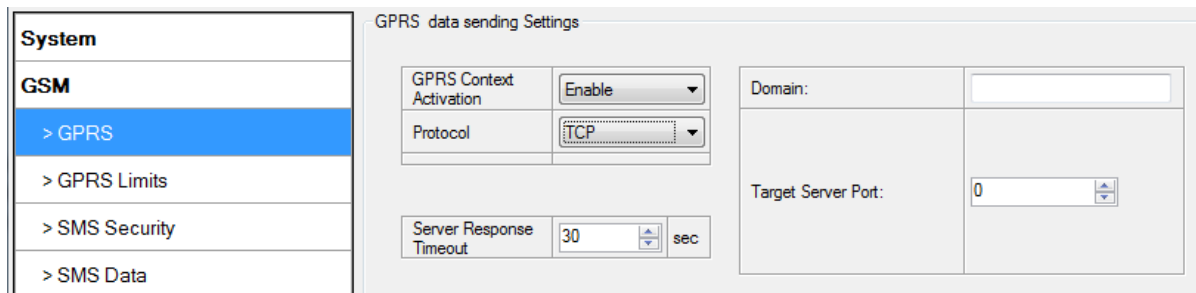 System
GSM
> GPRS
> GPRS Limits
> SMS Security
> SMS Data
GPRS data sending Settings
GPRS Context
Activation
Enable
Protocol
TCP
Server Response
Timeout
30
sec
Domain:
Target Server Port:
0